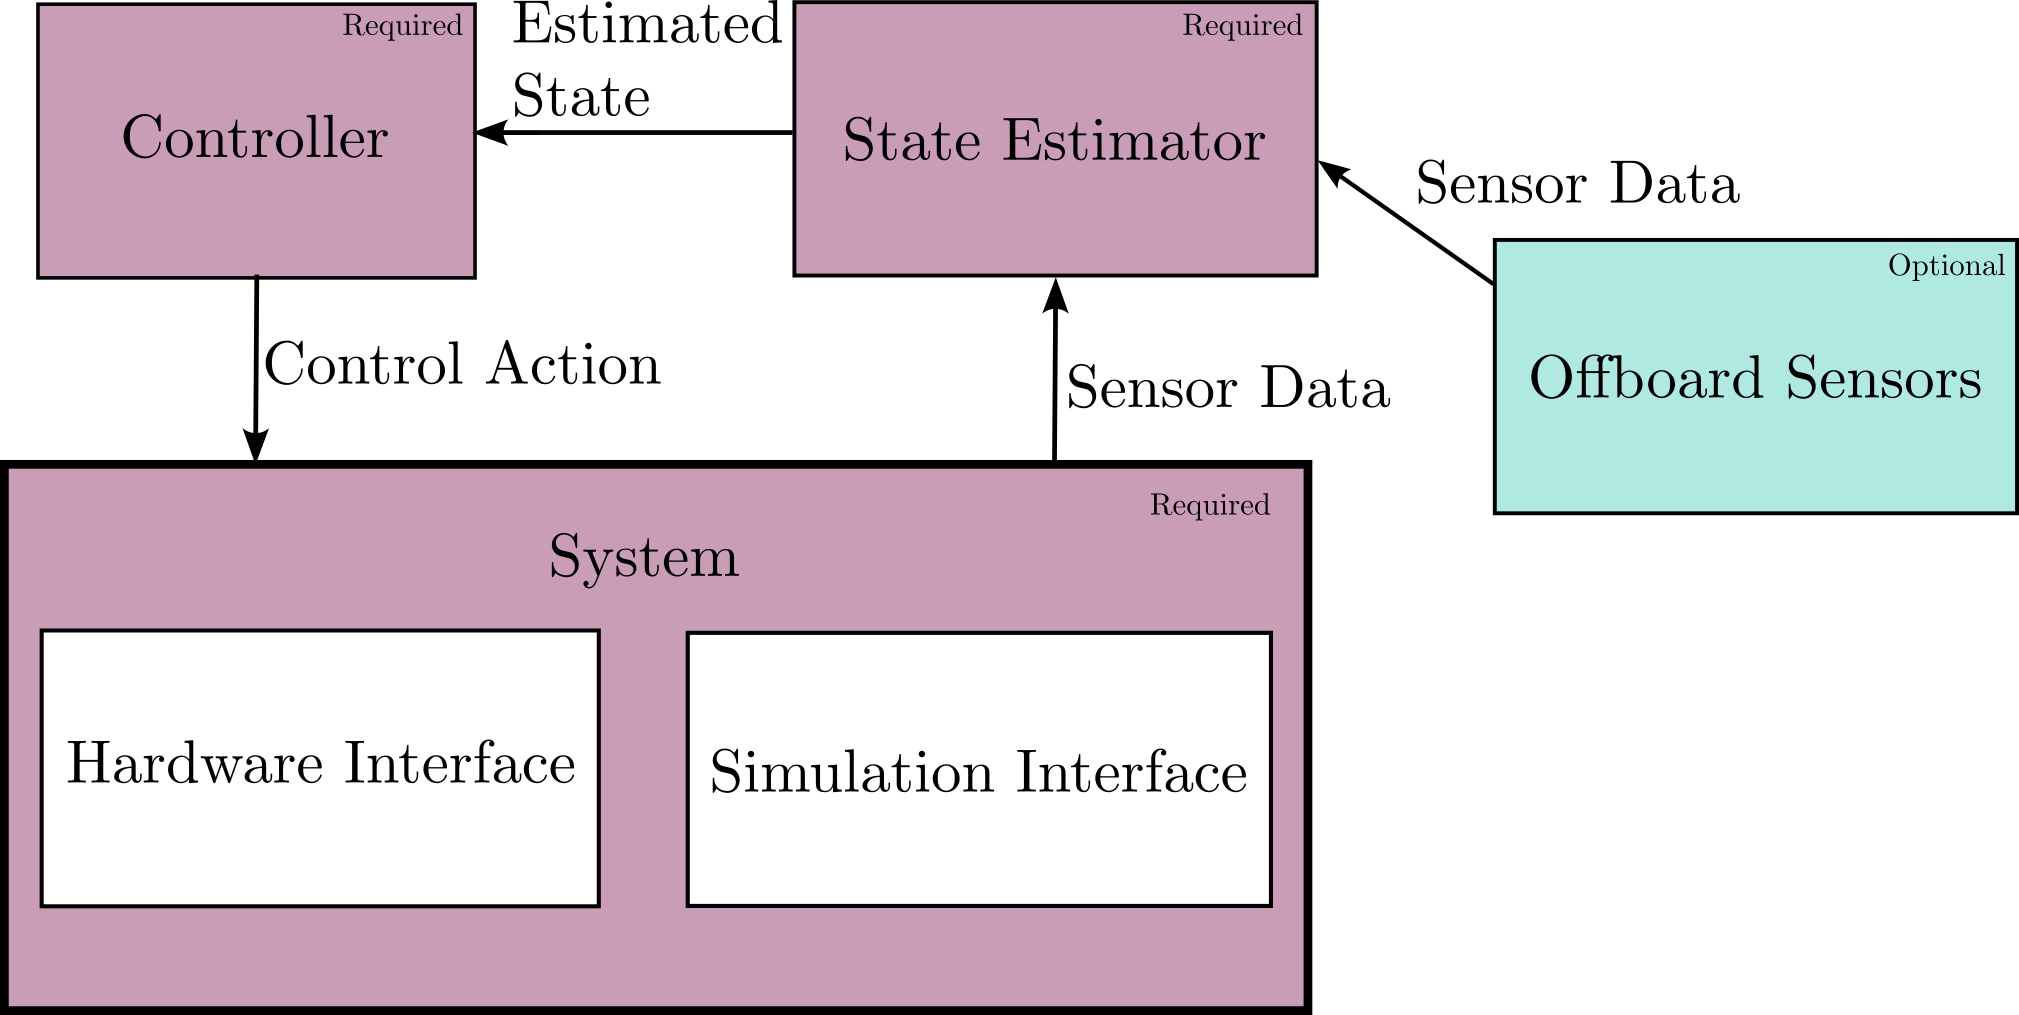 Required
Controller
Estimated
State
Required
State Estimator
Sensor Data
Optional
Offboard Sensors
Control Action
Sensor Data
Required
System
Hardware Interface
Simulation Interface